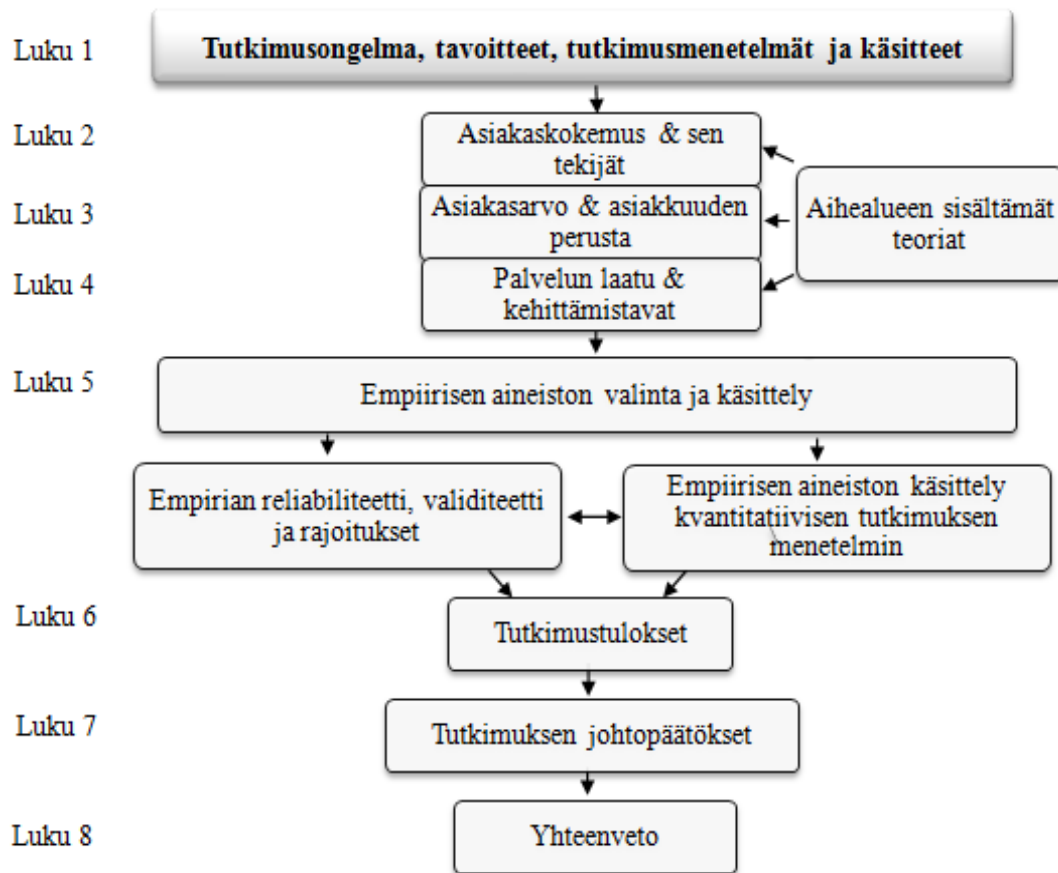 Luku 1
Tutkimusongelma, tavoitteet, tutkimusmenetelmät ja käsitteet
Luku 2
Asiakaskokemus & sen
tekijät
Luku 3
Asiakasarvo & asiakkuuden
perusta
Aihealueen sisältämät
teoriat
Luku 4
Palvelun laatu &
kehittämistavat
Luku 5
Empiirisen aineiston valinta ja käsittely
Empirian reliabiliteetti, validiteetti
ja rajoitukset
Empiirisen aineiston käsittely
kvantitatiivisen tutkimuksen
menetelmin
Luku 6
Tutkimustulokset
Luku 7
Tutkimuksen johtopäätökset
Luku 8
Yhteenveto